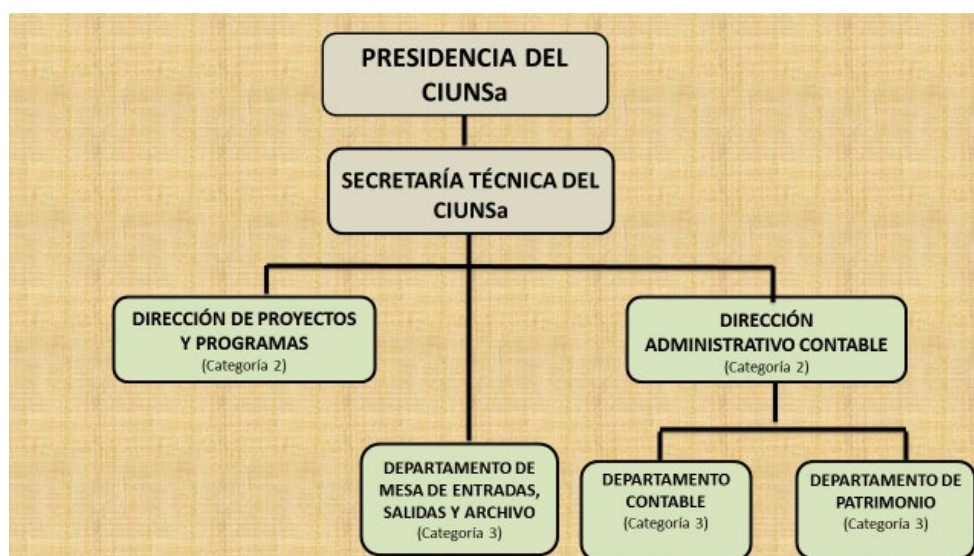 PRESIDENCIA DEL
CIUNSa
SECRETARÍA TÉCNICA DEL
CIUNSa
DIRECCIÓN DE PROYECTOS
Y PROGRAMAS
(Categoría 2)
DIRECCIÓN
ADMINISTRATIVO CONTABLE
(Categoría 2)
DEPARTAMENTO DE
MESA DE ENTRADAS,
SALIDAS Y ARCHIVO
(Categoría 3)
DEPARTAMENTO
CONTABLE
(Categoría 3)
DEPARTAMENTO DE
PATRIMONIO
(Categoría 3)